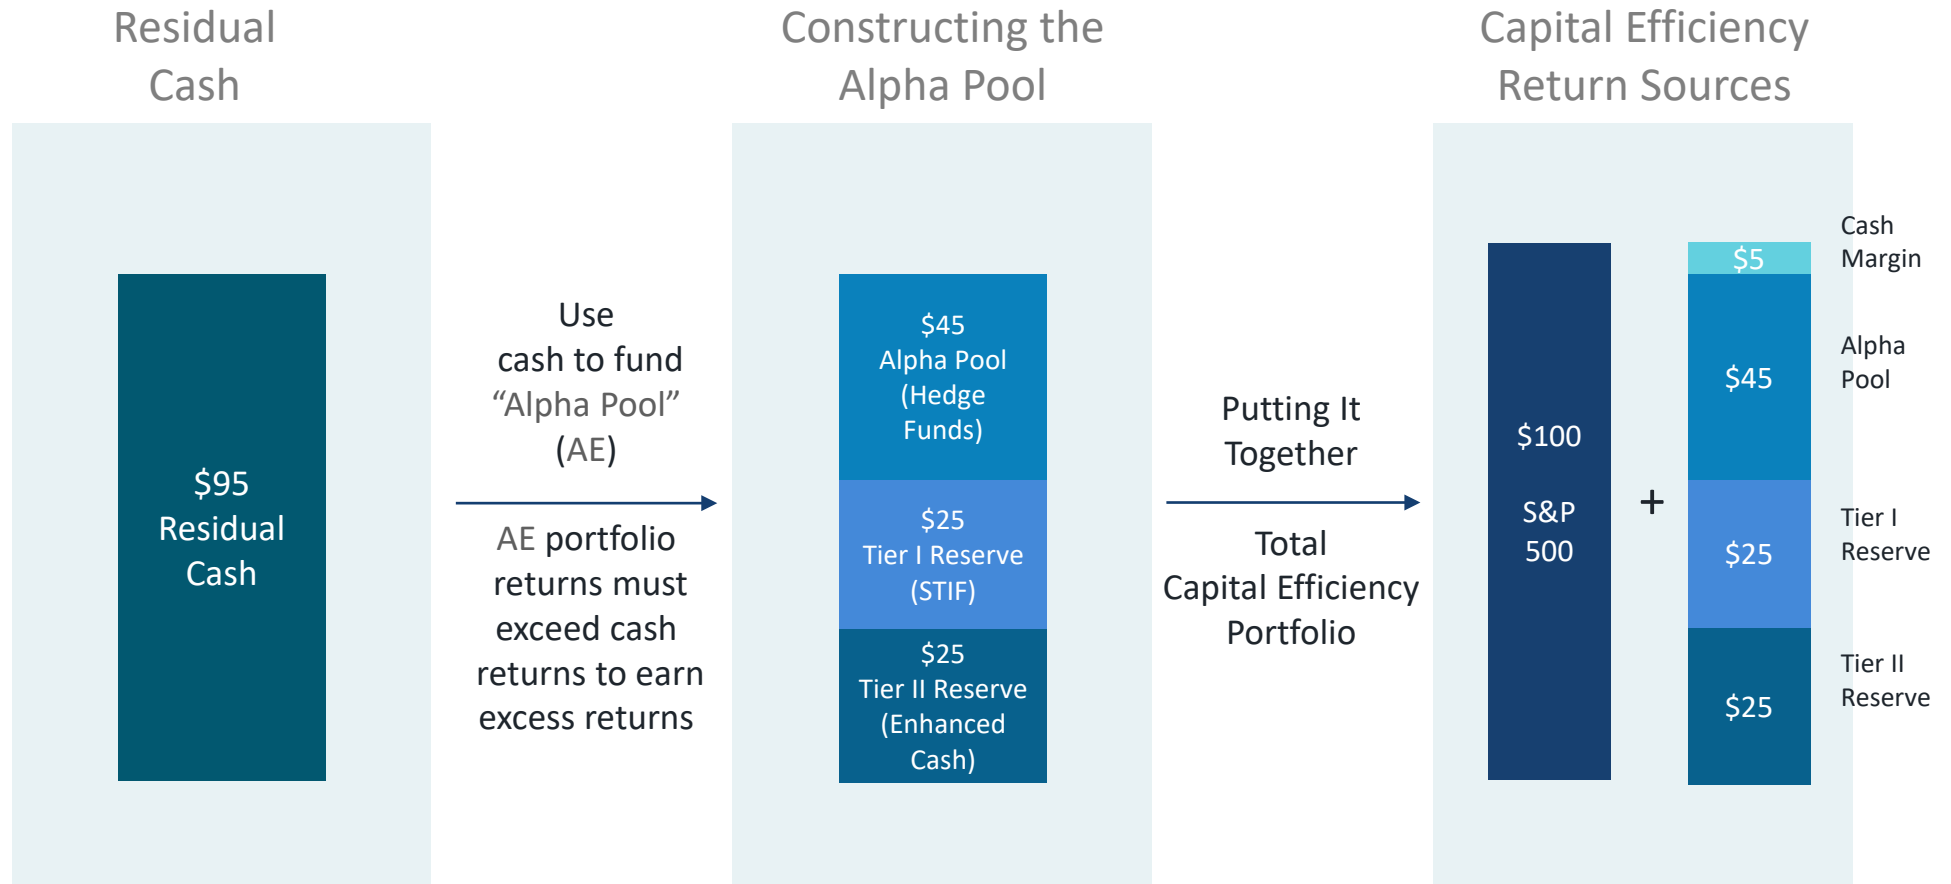 Residual
Cash
Constructing the
Alpha Pool
Capital Efficiency
Return Sources
$95
Residual
Cash
Use
cash to fund
“Alpha Pool”
(AE)
AE portfolio
returns must
exceed cash
returns to earn
excess returns
$45
Alpha Pool
(Hedge
Funds)
$25
Tier I Reserve
(STIF)
$25
Tier II Reserve
(Enhanced
Cash)
Putting It
Together
Total
Capital Efficiency
Portfolio
$100
S&P
500
+
$5
$45
$25
$25
Cash
Margin
Alpha
Pool
Tier I
Reserve
Tier II
Reserve